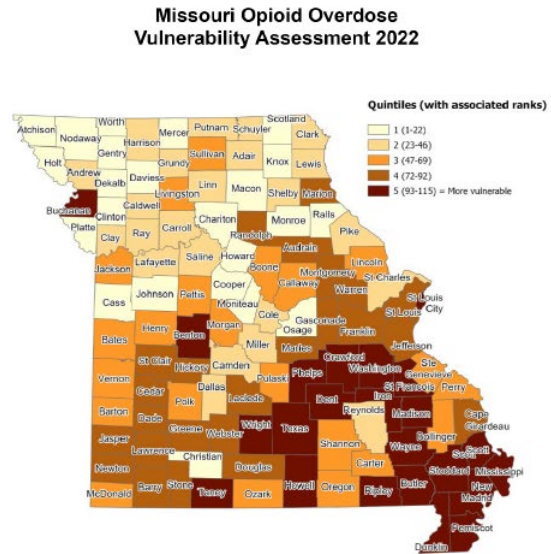 Missouri Opioid Overdose
Vulnerability Assessment 2022
Quintiles (with associated ranks)
1 (1-22)
2 (23-46)
3 (47-69)
4 (72-92)
5 (93-115) = More vulnerable
Atchison
Nodaway
Worth
Mercer
Putnam
Schuyler
Scotland
Clark
Holt
Gentry
Harrison
Grundy
Sullivan
Adair
Knox
Lewis
Andrew
Dekalb
Daviess
Livingston
Linn
Macon
Shelby
Marion
Buchanan
Clinton
Caldwell
Chariton
Monroe
Ralls
Platte
Clay
Ray
Carroll
Randolph
Pike
Jackson
Lafayette
Saline
Howard
Boone
Audrain
Callaway
Montgomery
Lincoln
Warren
St Charles
St Louis
City
St Louis
Cass
Johnson
Pettis
Cooper
Moniteau
Cole
Osage
Gasconade
Franklin
Jefferson
Bates
Henry
Benton
Morgan
Miller
Maries
Crawford
Washington
Ste
Genevieve
St Clair
Hickory
Camden
Phelps
St Francois
Perry
Vernon
Cedar
Dallas
Laclede
Pulaski
Dent
Iron
Madison
Cape
Girardeau
Barton
Dade
Polk
Reynolds
Bollinger
Jasper
Greene
Webster
Wright
Texas
Shannon
Wayne
Scott
Scott
Lawrence
Christian
Douglas
Carter
Stoddard
Mississippi
Newton
McDonald
Barry
Stone
Taney
Ozark
Howell
Oregon
Ripley
Butler
New
Madrid
Pemiscot
Dunklin